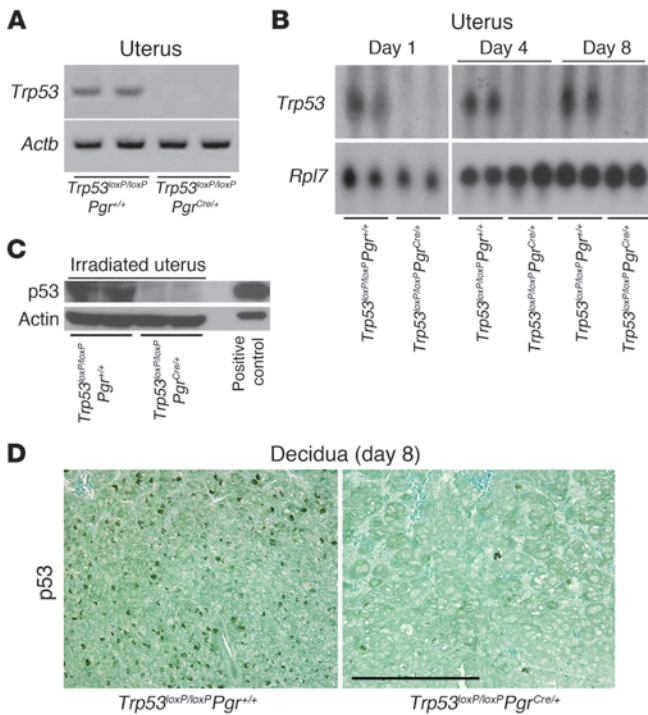 A
Uterus
Trp53
Actb
Trp53loxP/loxP Trp53loxP/loxP
Pgr+/+ PgrCre/+
B
Uterus
Day 1 Day 4 Day 8
Trp53
Rpl7
Trp53loxP/loxPPgr+/+
Trp53loxP/loxPPgrCre/+
Trp53loxP/loxPPgr+/+
Trp53loxP/loxPPgrCre/+
Trp53loxP/loxPPgr+/+
Trp53loxP/loxPPgrCre/+
C
Irradiated uterus
p53
Actin
Trp53loxP/loxP
Pgr+/+
Trp53loxP/loxP
PgrCre/+
Positive
control
D
Decidua (day 8)
p53
Trp53loxP/loxPPgr+/+ Trp53loxP/loxPPgrCre/+